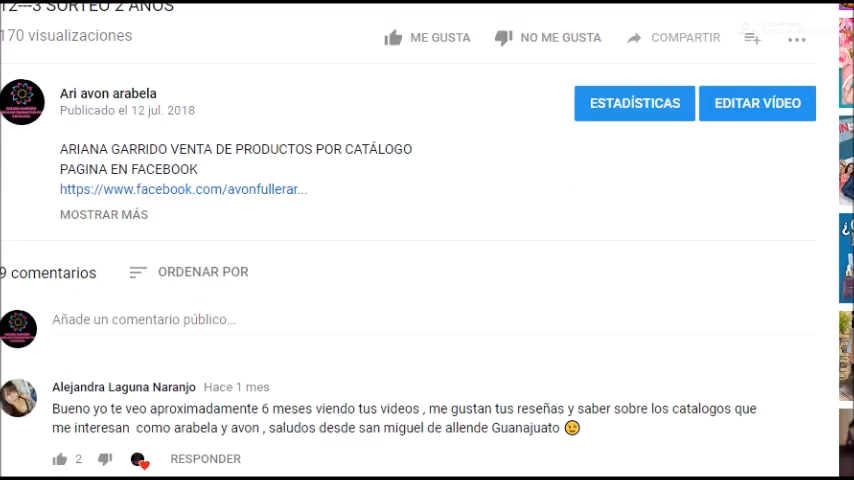 12---3 SORTEO 2 AÑOS
170 visualizaciones
ME GUSTA
NO ME GUSTA
COMPARTIR
Ari avon arabela
Publicado el 12 jul. 2018
ESTADÍSTICAS
EDITAR VÍDEO
ARIANA GARRIDO VENTA DE PRODUCTOS POR CATÁLOGO
PAGINA EN FACEBOOK
https://www.facebook.com/avonfullerar...
MOSTRAR MÁS
9 comentarios
ORDENAR POR
Añade un comentario público...
Alejandra Laguna Naranjo Hace 1 mes
Bueno yo te veo aproximadamente 6 meses viendo tus videos , me gustan tus reseñas y saber sobre los catalogos que
me interesan como arabela y avon , saludos desde san miguel de allende Guanajuato 😉
2
RESPONDER